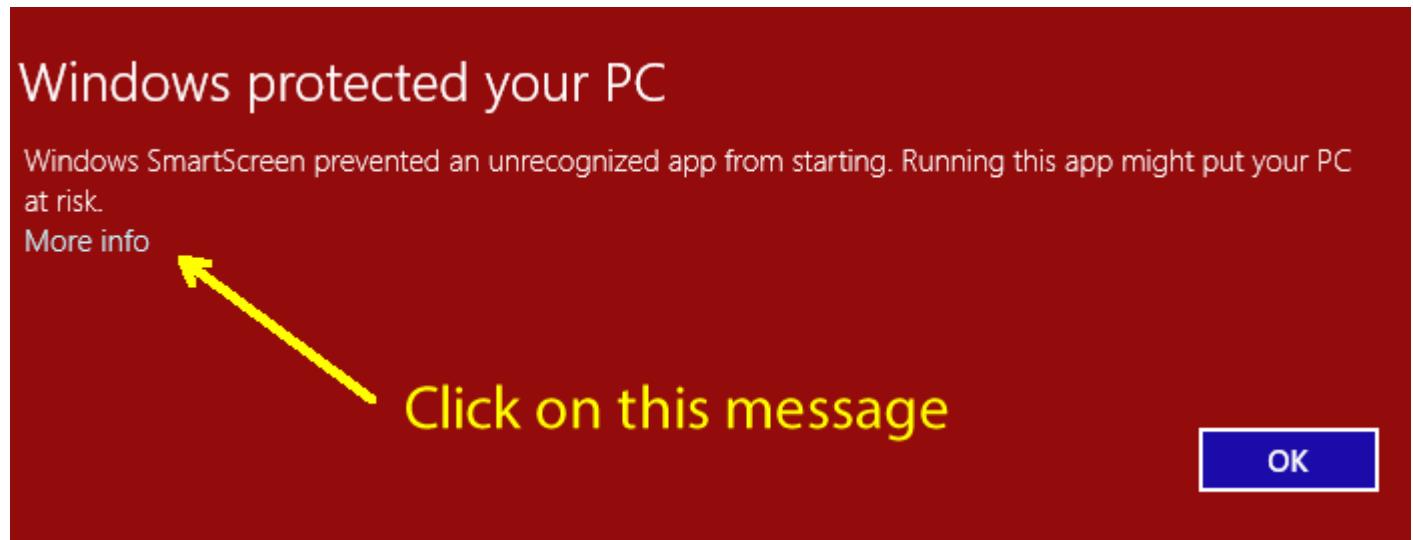 Windows protected your PC
Windows SmartScreen prevented an unrecognized app from starting. Running this app might put your PC
at risk.
More info
Click on this message
OK